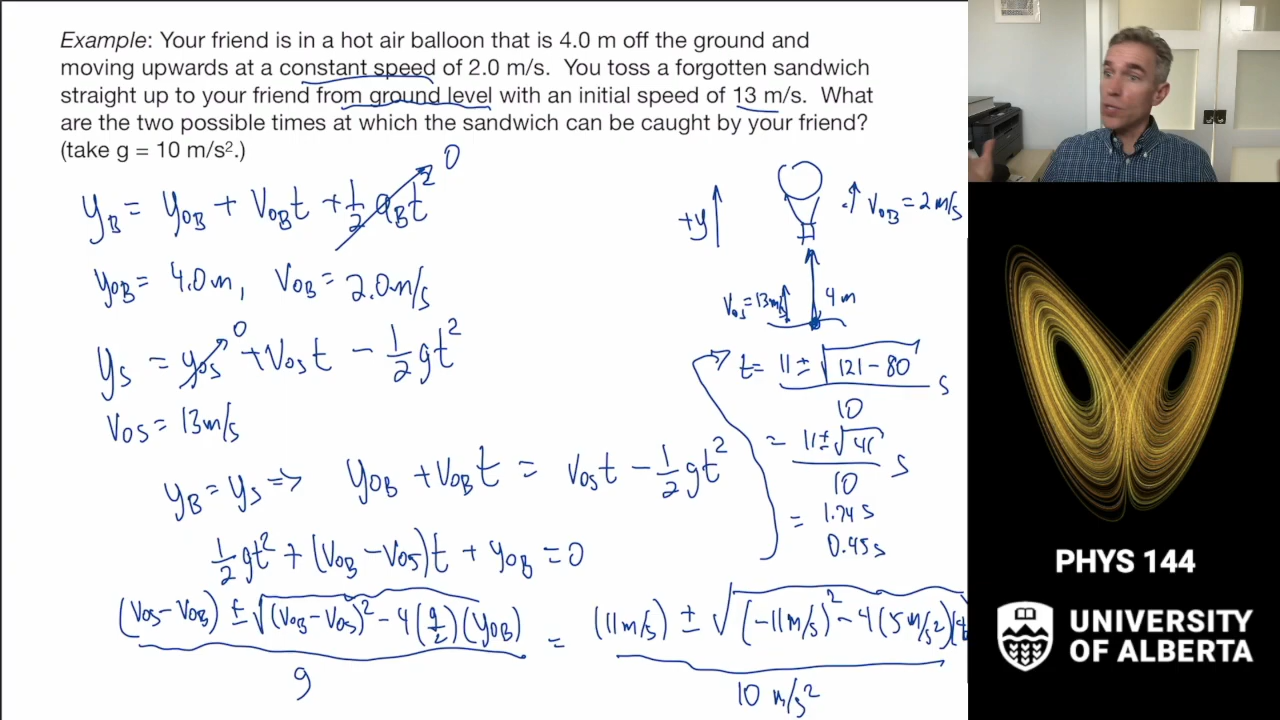 Example: Your friend is in a hot air balloon that is 4.0 m off the ground and
moving upwards at a constant speed of 2.0 m/s. You toss a forgotten sandwich
straight up to your friend from ground level with an initial speed of 13 m/s. What
are the two possible times at which the sandwich can be caught by your friend?
(take g = 10 m/s².)
y_B = y_0B + V_0B t + 1/2 a_B t² 0
y_0B = 4.0m, V_0B = 2.0m/s
y_S = y_0S 0 + V_0S t - 1/2 g t²
V_0S = 13m/s
y_B = y_S => y_0B + V_0B t = V_0S t - 1/2 g t²
1/2 g t² + (V_0B - V_0S)t + y_0B = 0
(V_0S - V_0B) ± √(V_0B - V_0S)² - 4(g/2)(y_0B) / g = (11m/s) ± √(-11m/s)² - 4(5m/s²)(4 / 10 m/s²
+y
V_0B = 2m/s
V_0S = 13m/s
4m
t = 11 ± √121 - 80 / 10 s
= 11 ± √41 / 10 s
= 1.74 s
0.45 s
PHYS 144
UNIVERSITY
OF ALBERTA